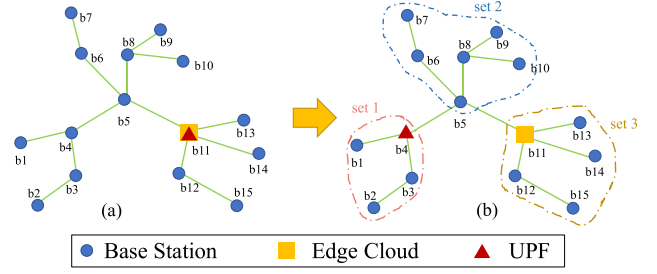 b7
b9
b8
b6
b10
b5
b13
b4
b11
b1
b14
b12
b3
b15
b2
(a)
set 2
b7
b9
b8
b6
b10
set 1
b5
set 3
b13
b4
b11
b1
b14
b12
b3
b15
b2
(b)
Base Station
Edge Cloud
UPF